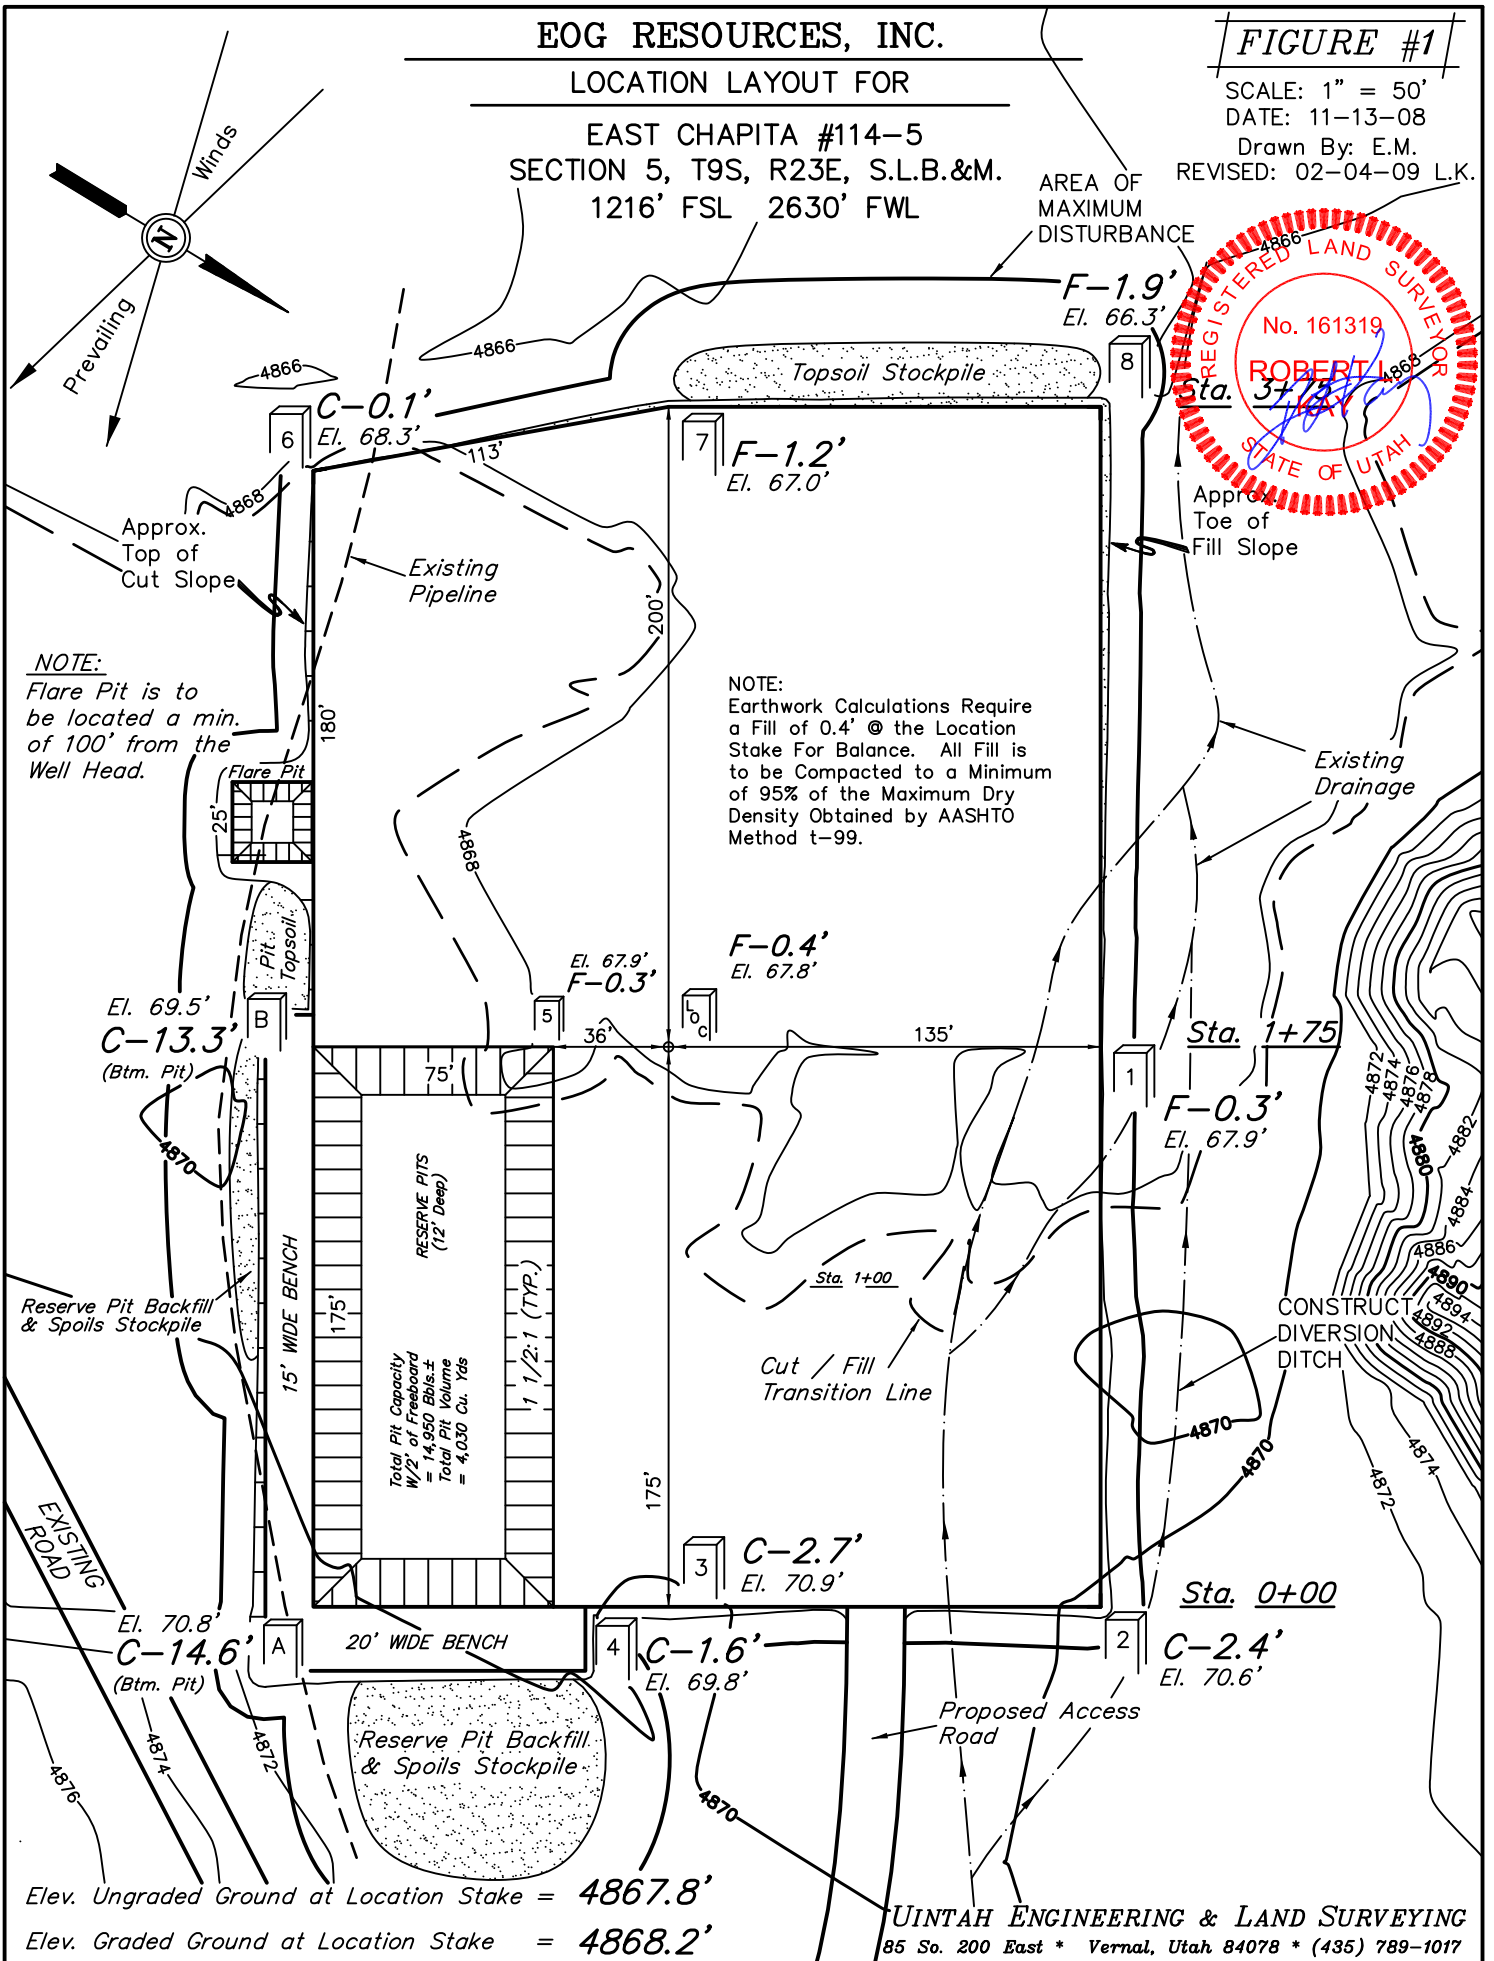 EOG RESOURCES, INC.
LOCATION LAYOUT FOR
EAST CHAPITA #114-5
SECTION 5, T9S, R23E, S.L.B.&M.
1216' FSL 2630' FWL
FIGURE #1
SCALE: 1" = 50'
DATE: 11-13-08
Drawn By: E.M.
REVISED: 02-04-09 L.K.
Winds
N
Prevailing
AREA OF
MAXIMUM
DISTURBANCE
REGISTERED LAND SURVEYOR
No. 161319
ROBERT L.
KAY
STATE OF UTAH
4866
4868
Sta. 3+75
F-1.9'
El. 66.3'
8
4866
4866
Topsoil Stockpile
6
C-0.1'
El. 68.3'
113'
7
F-1.2'
El. 67.0'
4868
Approx.
Top of
Cut Slope
Existing
Pipeline
200'
Approx.
Toe of
Fill Slope
NOTE:
Flare Pit is to
be located a min.
of 100' from the
Well Head.
180'
Flare Pit
25'
NOTE:
Earthwork Calculations Require
a Fill of 0.4' @ the Location
Stake For Balance. All Fill is
to be Compacted to a Minimum
of 95% of the Maximum Dry
Density Obtained by AASHTO
Method t-99.
Existing
Drainage
4868
Pit
Topsoil
El. 69.5'
C-13.3'
(Btm. Pit)
B
El. 67.9'
F-0.3'
5
F-0.4'
El. 67.8'
LOC
36'
135'
Sta. 1+75
1
F-0.3'
El. 67.9'
75'
4870
4872
4874
4876
4878
4880
4882
4884
4886
4890
4894
4892
4888
RESERVE PITS
(12' Deep)
15' WIDE BENCH
175'
1 1/2:1 (TYP.)
Total Pit Capacity
W/2' of Freeboard
= 14,950 Bbls.±
Total Pit Volume
= 4,030 Cu. Yds
Reserve Pit Backfill
& Spoils Stockpile
Sta. 1+00
Cut / Fill
Transition Line
CONSTRUCT
DIVERSION
DITCH
4870
4870
4874
4872
175'
EXISTING
ROAD
3
C-2.7'
El. 70.9'
Sta. 0+00
El. 70.8'
C-14.6'
(Btm. Pit)
A
20' WIDE BENCH
4
C-1.6'
El. 69.8'
2
C-2.4'
El. 70.6'
Proposed Access
Road
Reserve Pit Backfill
& Spoils Stockpile
4876
4874
4872
4870
Elev. Ungraded Ground at Location Stake = 4867.8'
Elev. Graded Ground at Location Stake = 4868.2'
UINTAH ENGINEERING & LAND SURVEYING
85 So. 200 East * Vernal, Utah 84078 * (435) 789-1017